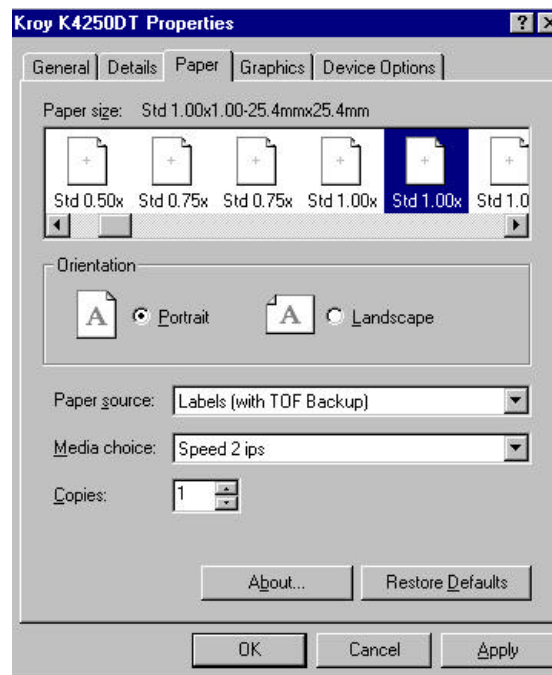 Kroy K4250DT Properties
? X
General Details Paper Graphics Device Options
Paper size: Std 1.00x1.00-25.4mmx25.4mm
Std 0.50x Std 0.75x Std 0.75x Std 1.00x Std 1.00x Std 1.0
Orientation
A Portrait A Landscape
Paper source: Labels (with TOF Backup)
Media choice: Speed 2 ips
Copies: 1
About... Restore Defaults
OK Cancel Apply